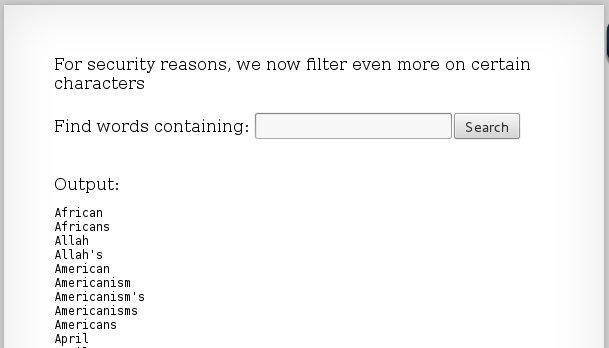 For security reasons, we now filter even more on certain
characters
Find words containing: Search
Output:
African
Africans
Allah
Allah's
American
Americanism
Americanism's
Americanisms
Americans
April